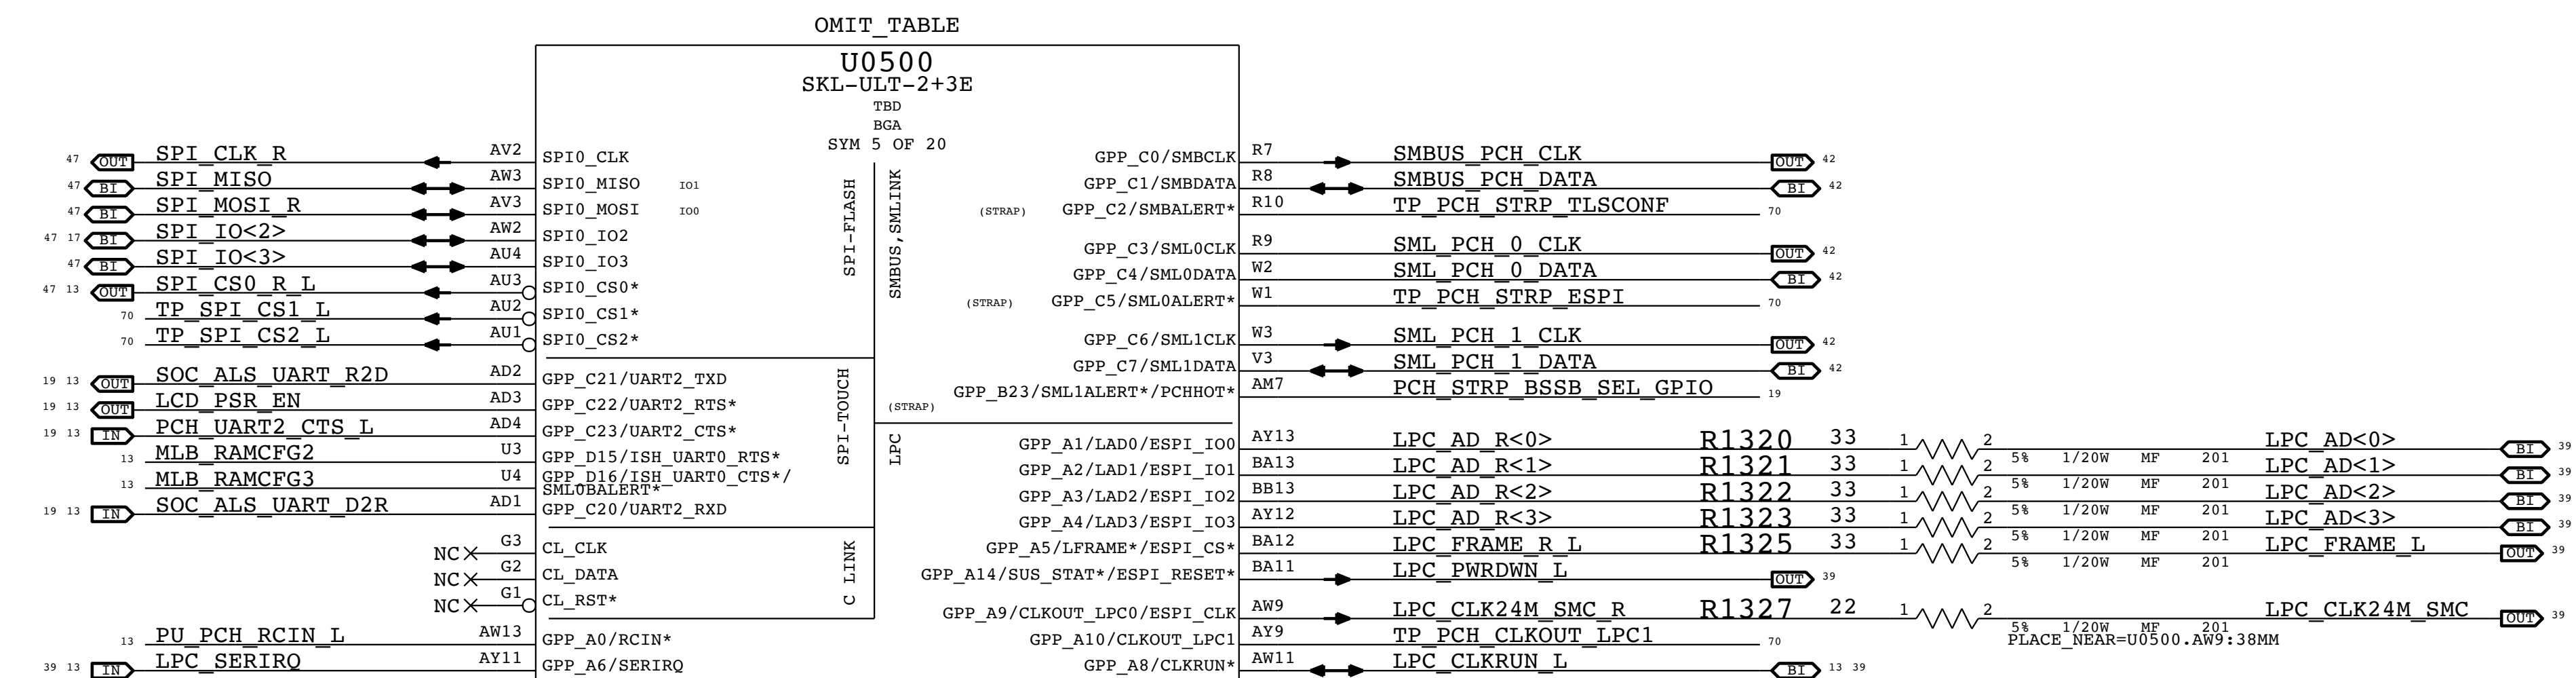 OMIT_TABLE
U0500
SKL-ULT-2+3E
TBD
BGA
SYM 5 OF 20
47 OUT SPI_CLK_R AV2 SPI0_CLK
47 BI SPI_MISO AW3 SPI0_MISO IO1
47 BI SPI_MOSI_R AV3 SPI0_MOSI IO0
47 17 BI SPI_IO<2> AW2 SPI0_IO2
47 BI SPI_IO<3> AU4 SPI0_IO3
47 13 OUT SPI_CS0_R_L AU3 SPI0_CS0*
70 TP_SPI_CS1_L AU2 SPI0_CS1*
70 TP_SPI_CS2_L AU1 SPI0_CS2*
SPI-FLASH
19 13 OUT SOC_ALS_UART_R2D AD2 GPP_C21/UART2_TXD
19 13 OUT LCD_PSR_EN AD3 GPP_C22/UART2_RTS*
19 13 IN PCH_UART2_CTS_L AD4 GPP_C23/UART2_CTS*
13 MLB_RAMCFG2 U3 GPP_D15/ISH_UART0_RTS*
13 MLB_RAMCFG3 U4 GPP_D16/ISH_UART0_CTS*/
SML0BALERT*
19 13 IN SOC_ALS_UART_D2R AD1 GPP_C20/UART2_RXD
SPI-TOUCH
NC G3 CL_CLK
NC G2 CL_DATA
NC G1 CL_RST*
C LINK
13 PU_PCH_RCIN_L AW13 GPP_A0/RCIN*
39 13 IN LPC_SERIRQ AY11 GPP_A6/SERIRQ
SMBUS,SMLINK
GPP_C0/SMBCLK R7 SMBUS_PCH_CLK OUT 42
GPP_C1/SMBDATA R8 SMBUS_PCH_DATA BI 42
(STRAP) GPP_C2/SMBALERT* R10 TP_PCH_STRP_TLSCONF 70
GPP_C3/SML0CLK R9 SML_PCH_0_CLK OUT 42
GPP_C4/SML0DATA W2 SML_PCH_0_DATA BI 42
(STRAP) GPP_C5/SML0ALERT* W1 TP_PCH_STRP_ESPI 70
GPP_C6/SML1CLK W3 SML_PCH_1_CLK OUT 42
GPP_C7/SML1DATA V3 SML_PCH_1_DATA BI 42
GPP_B23/SML1ALERT*/PCHHOT* AM7 PCH_STRP_BSSB_SEL_GPIO 19
(STRAP)
LPC
GPP_A1/LAD0/ESPI_IO0 AY13 LPC_AD_R<0> R1320 33 1 2 LPC_AD<0> BI 39
5% 1/20W MF 201
GPP_A2/LAD1/ESPI_IO1 BA13 LPC_AD_R<1> R1321 33 1 2 LPC_AD<1> BI 39
5% 1/20W MF 201
GPP_A3/LAD2/ESPI_IO2 BB13 LPC_AD_R<2> R1322 33 1 2 LPC_AD<2> BI 39
5% 1/20W MF 201
GPP_A4/LAD3/ESPI_IO3 AY12 LPC_AD_R<3> R1323 33 1 2 LPC_AD<3> BI 39
5% 1/20W MF 201
GPP_A5/LFRAME*/ESPI_CS* BA12 LPC_FRAME_R_L R1325 33 1 2 LPC_FRAME_L OUT 39
5% 1/20W MF 201
GPP_A14/SUS_STAT*/ESPI_RESET* BA11 LPC_PWRDWN_L OUT 39
GPP_A9/CLKOUT_LPC0/ESPI_CLK AW9 LPC_CLK24M_SMC_R R1327 22 1 2 LPC_CLK24M_SMC OUT 39
5% 1/20W MF 201
PLACE_NEAR=U0500.AW9:38MM
GPP_A10/CLKOUT_LPC1 AY9 TP_PCH_CLKOUT_LPC1 70
GPP_A8/CLKRUN* AW11 LPC_CLKRUN_L BI 13 39